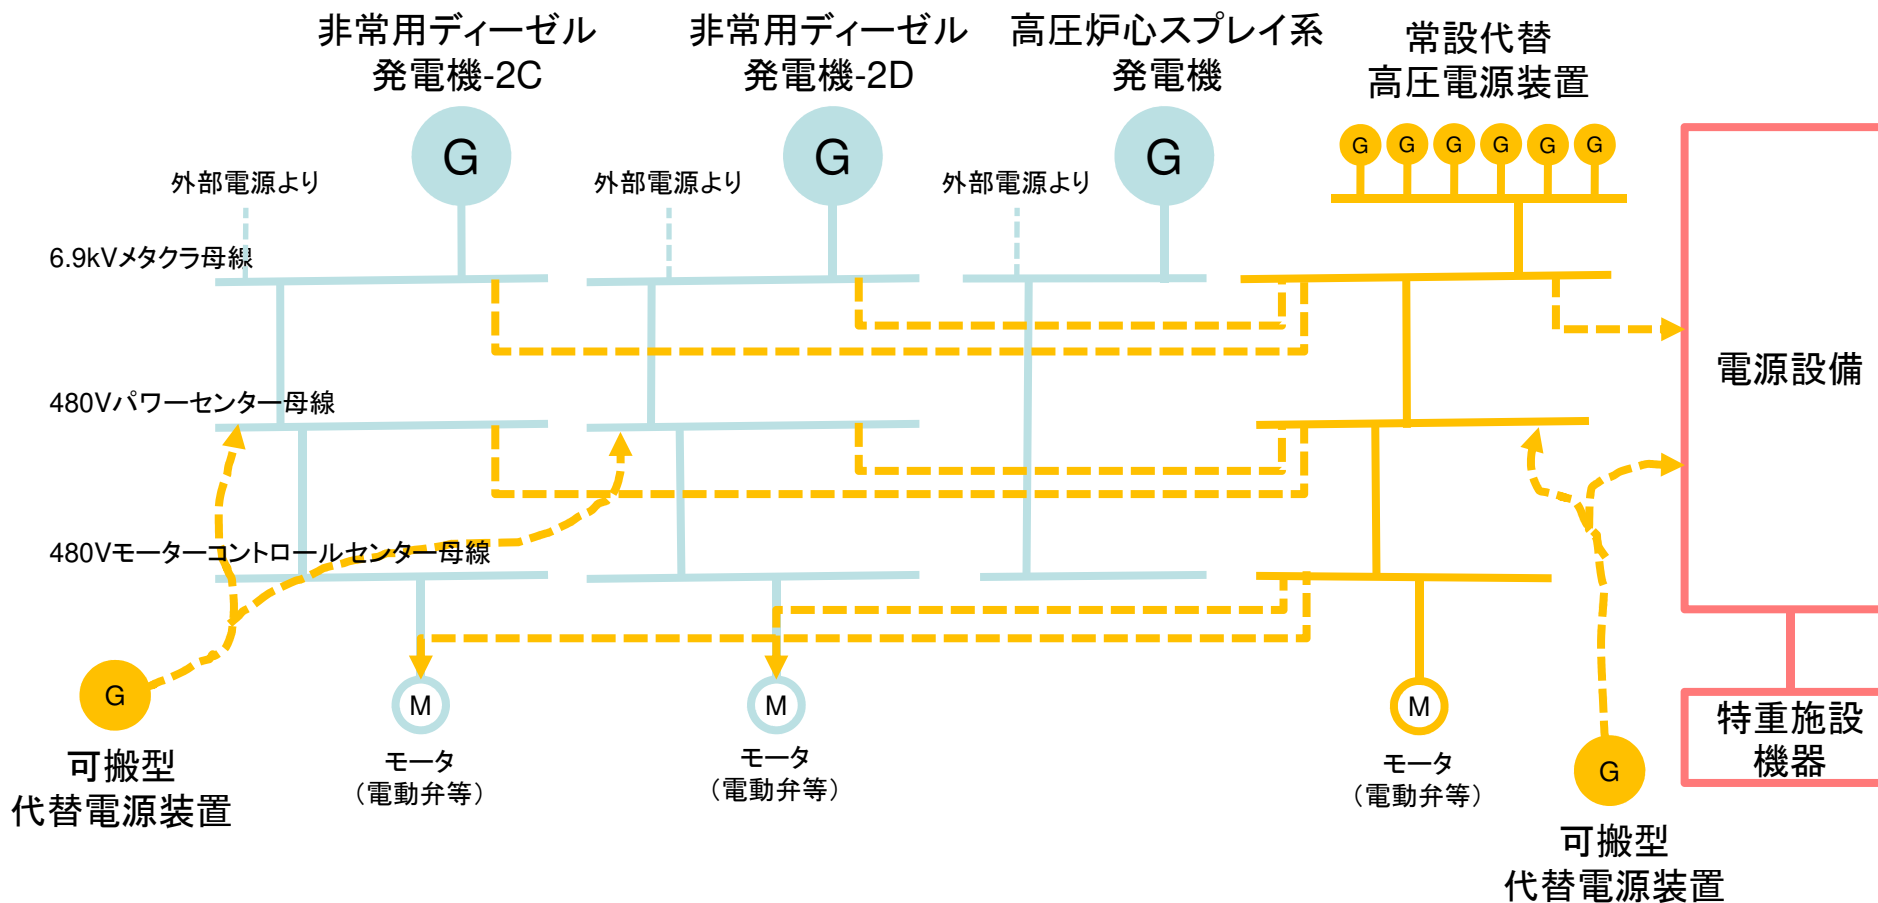 非常用ディーゼル
発電機-2C
非常用ディーゼル
発電機-2D
高圧炉心スプレイ系
発電機
常設代替
高圧電源装置
G
G
G
G
G
G
G
G
G
外部電源より
外部電源より
外部電源より
6.9kVメタクラ母線
電源設備
480Vパワーセンター母線
480Vモーターコントロールセンター母線
G
M
M
M
G
可搬型
代替電源装置
モータ
（電動弁等）
モータ
（電動弁等）
モータ
（電動弁等）
特重施設
機器
可搬型
代替電源装置